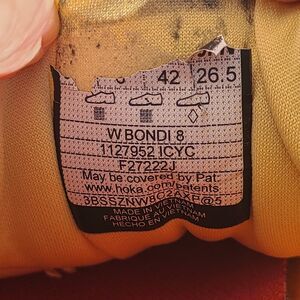 42 26.5
W BONDI 8
1127952 ICYC
F27222J
May be covered by Pat:
www.hoka.com/patents
MADE IN VIETNAM
FABRIQUÉ AU VIETNAM
HECHO EN VIETNAM